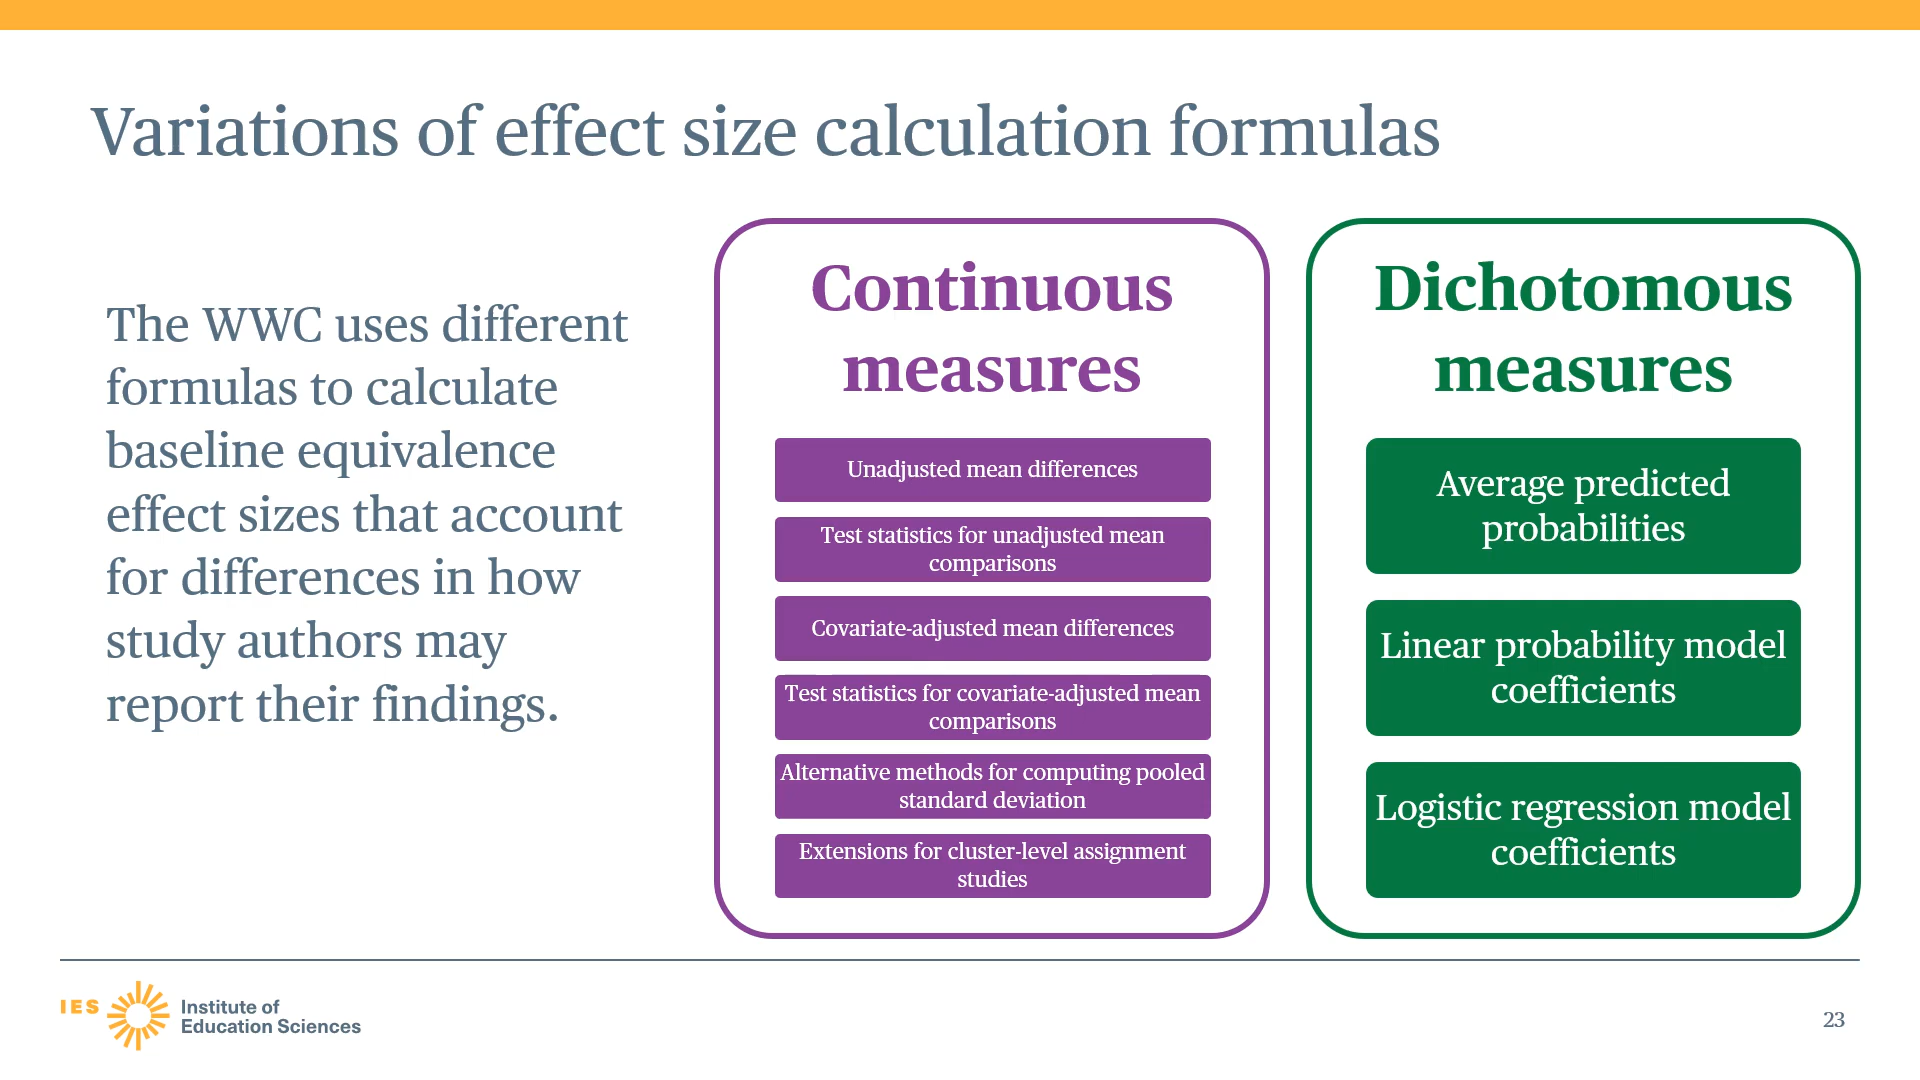 Variations of effect size calculation formulas
The WWC uses different
formulas to calculate
baseline equivalence
effect sizes that account
for differences in how
study authors may
report their findings.
Continuous
measures
Unadjusted mean differences
Test statistics for unadjusted mean
comparisons
Covariate-adjusted mean differences
Test statistics for covariate-adjusted mean
comparisons
Alternative methods for computing pooled
standard deviation
Extensions for cluster-level assignment
studies
Dichotomous
measures
Average predicted
probabilities
Linear probability model
coefficients
Logistic regression model
coefficients
IES
Institute of
Education Sciences
23